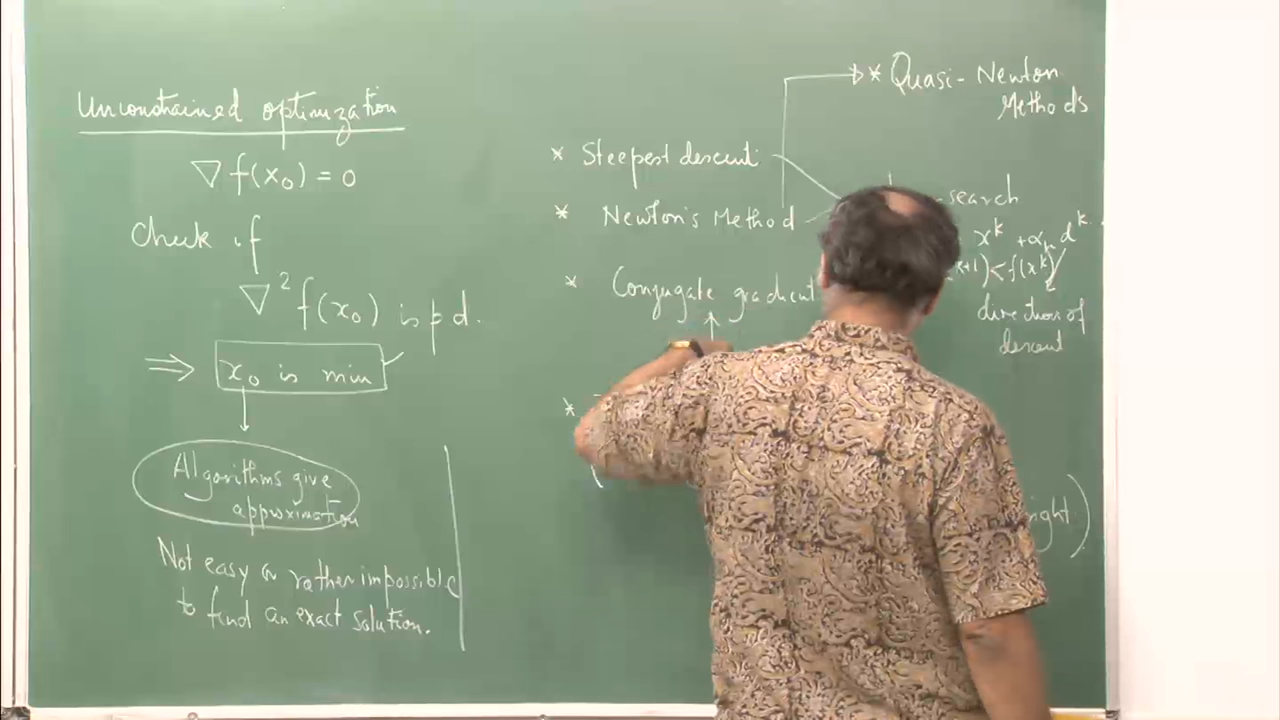 Unconstrained optimization
∇f(x₀) = 0
Check if
∇²f(x₀) is p d.
⇒ x₀ is min
Algorithms give
approximation
Not easy or rather impossible
to find an exact solution.
* Quasi-Newton
Methods
* Steepest descent
* Newton's Method
* Conjugate gradient
-search
xᵏ + αₖ dᵏ
k+1) < f(xᵏ)
direction of
descent
*
(
right)